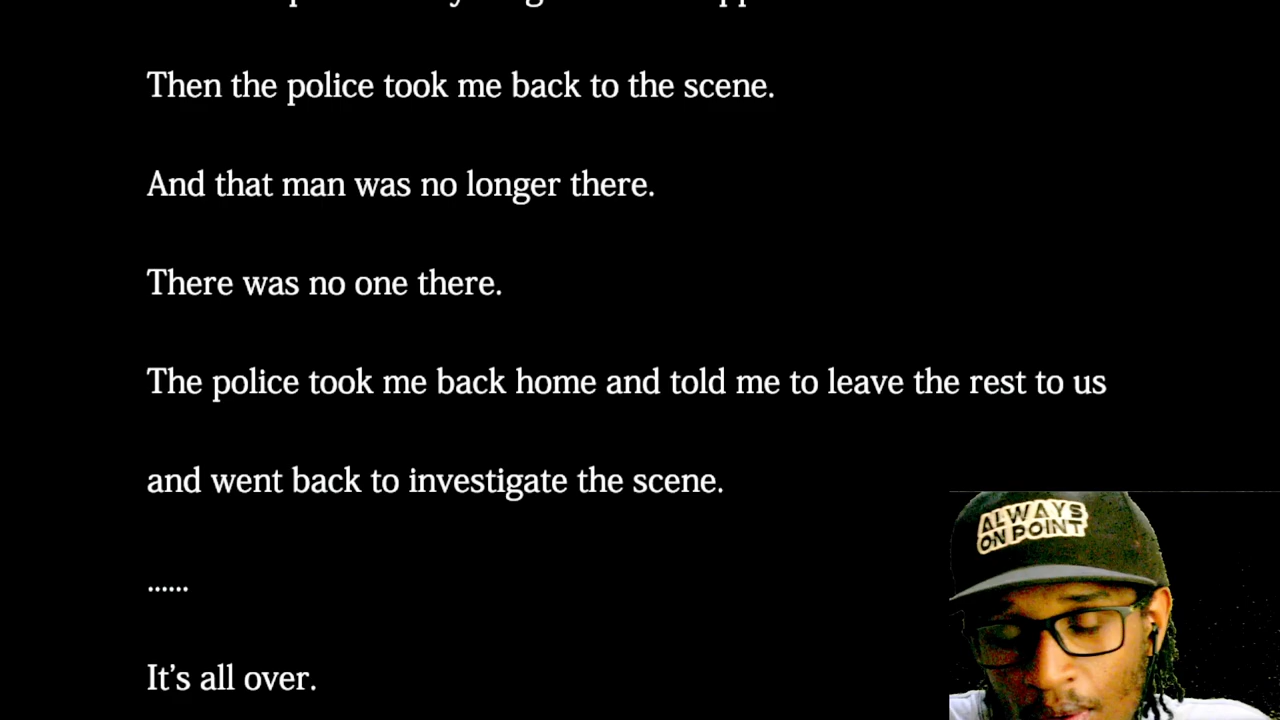 Then the police took me back to the scene.
And that man was no longer there.
There was no one there.
The police took me back home and told me to leave the rest to us
and went back to investigate the scene.
......
It’s all over.
ALWAYS
ON POINT